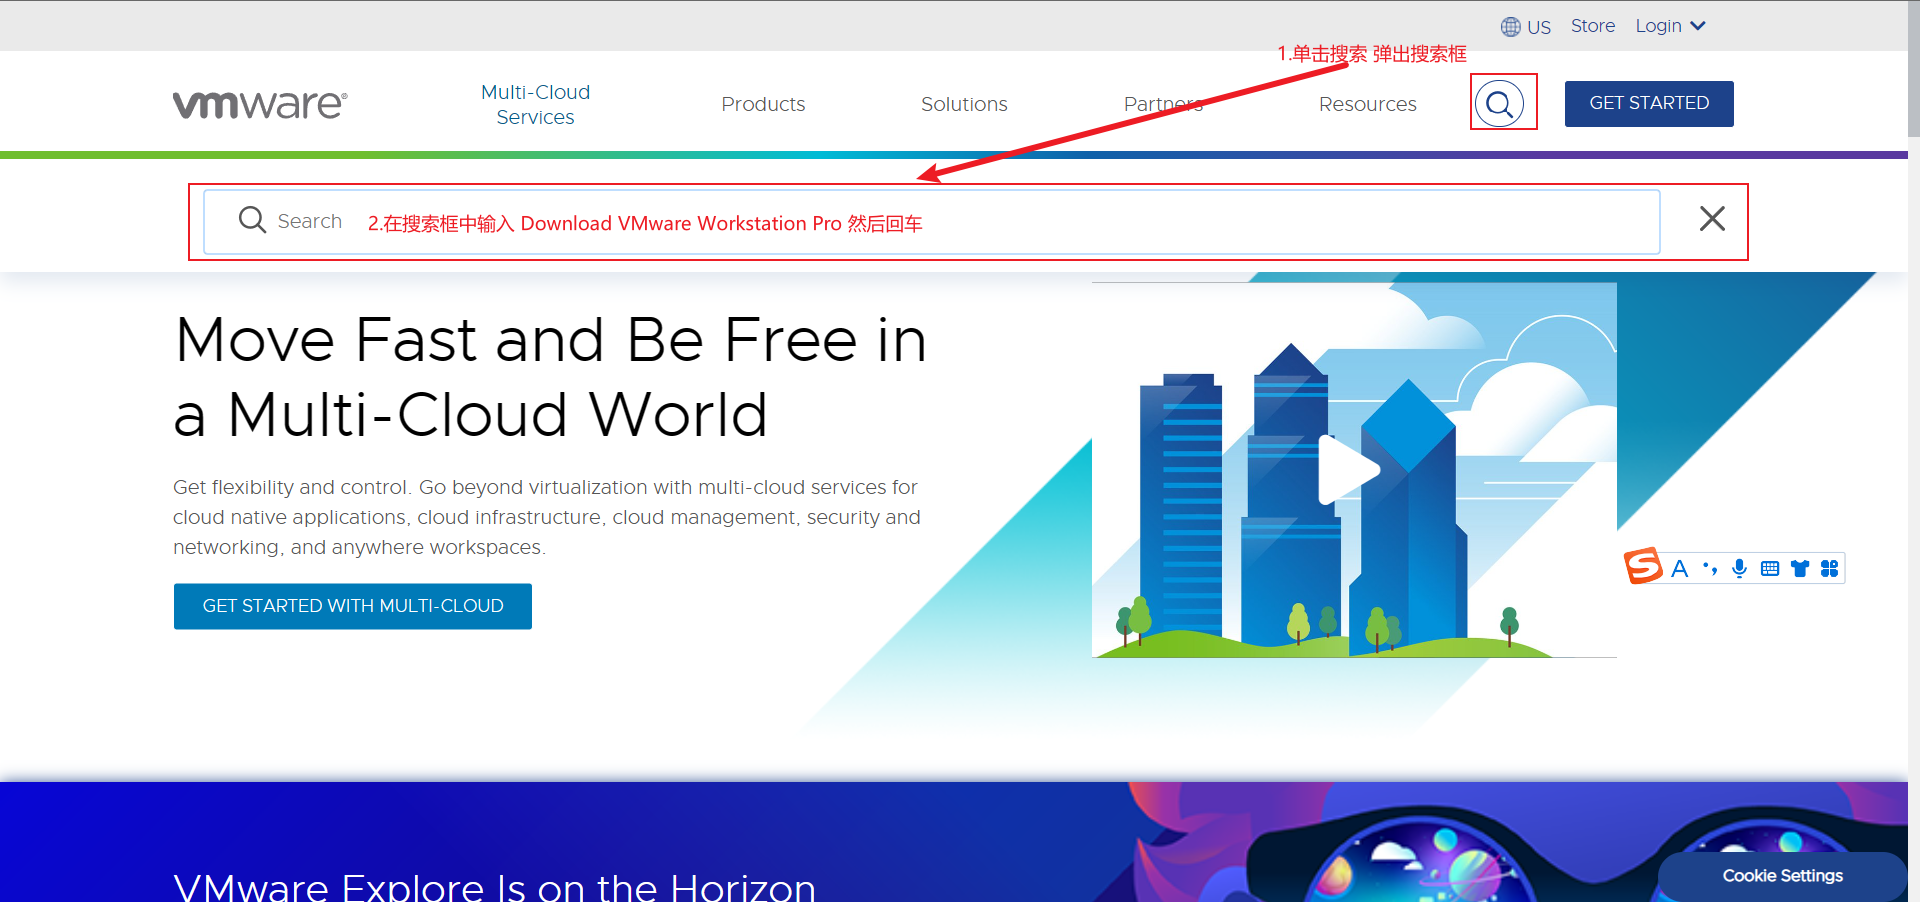 US Store Login
1.单击搜索 弹出搜索框
vmware®
Multi-Cloud
Services
Products
Solutions
Partners
Resources
GET STARTED
Search
2.在搜索框中输入 Download VMware Workstation Pro 然后回车
Move Fast and Be Free in
a Multi-Cloud World
Get flexibility and control. Go beyond virtualization with multi-cloud services for
cloud native applications, cloud infrastructure, cloud management, security and
networking, and anywhere workspaces.
GET STARTED WITH MULTI-CLOUD
S A
VMware Explore Is on the Horizon
Cookie Settings